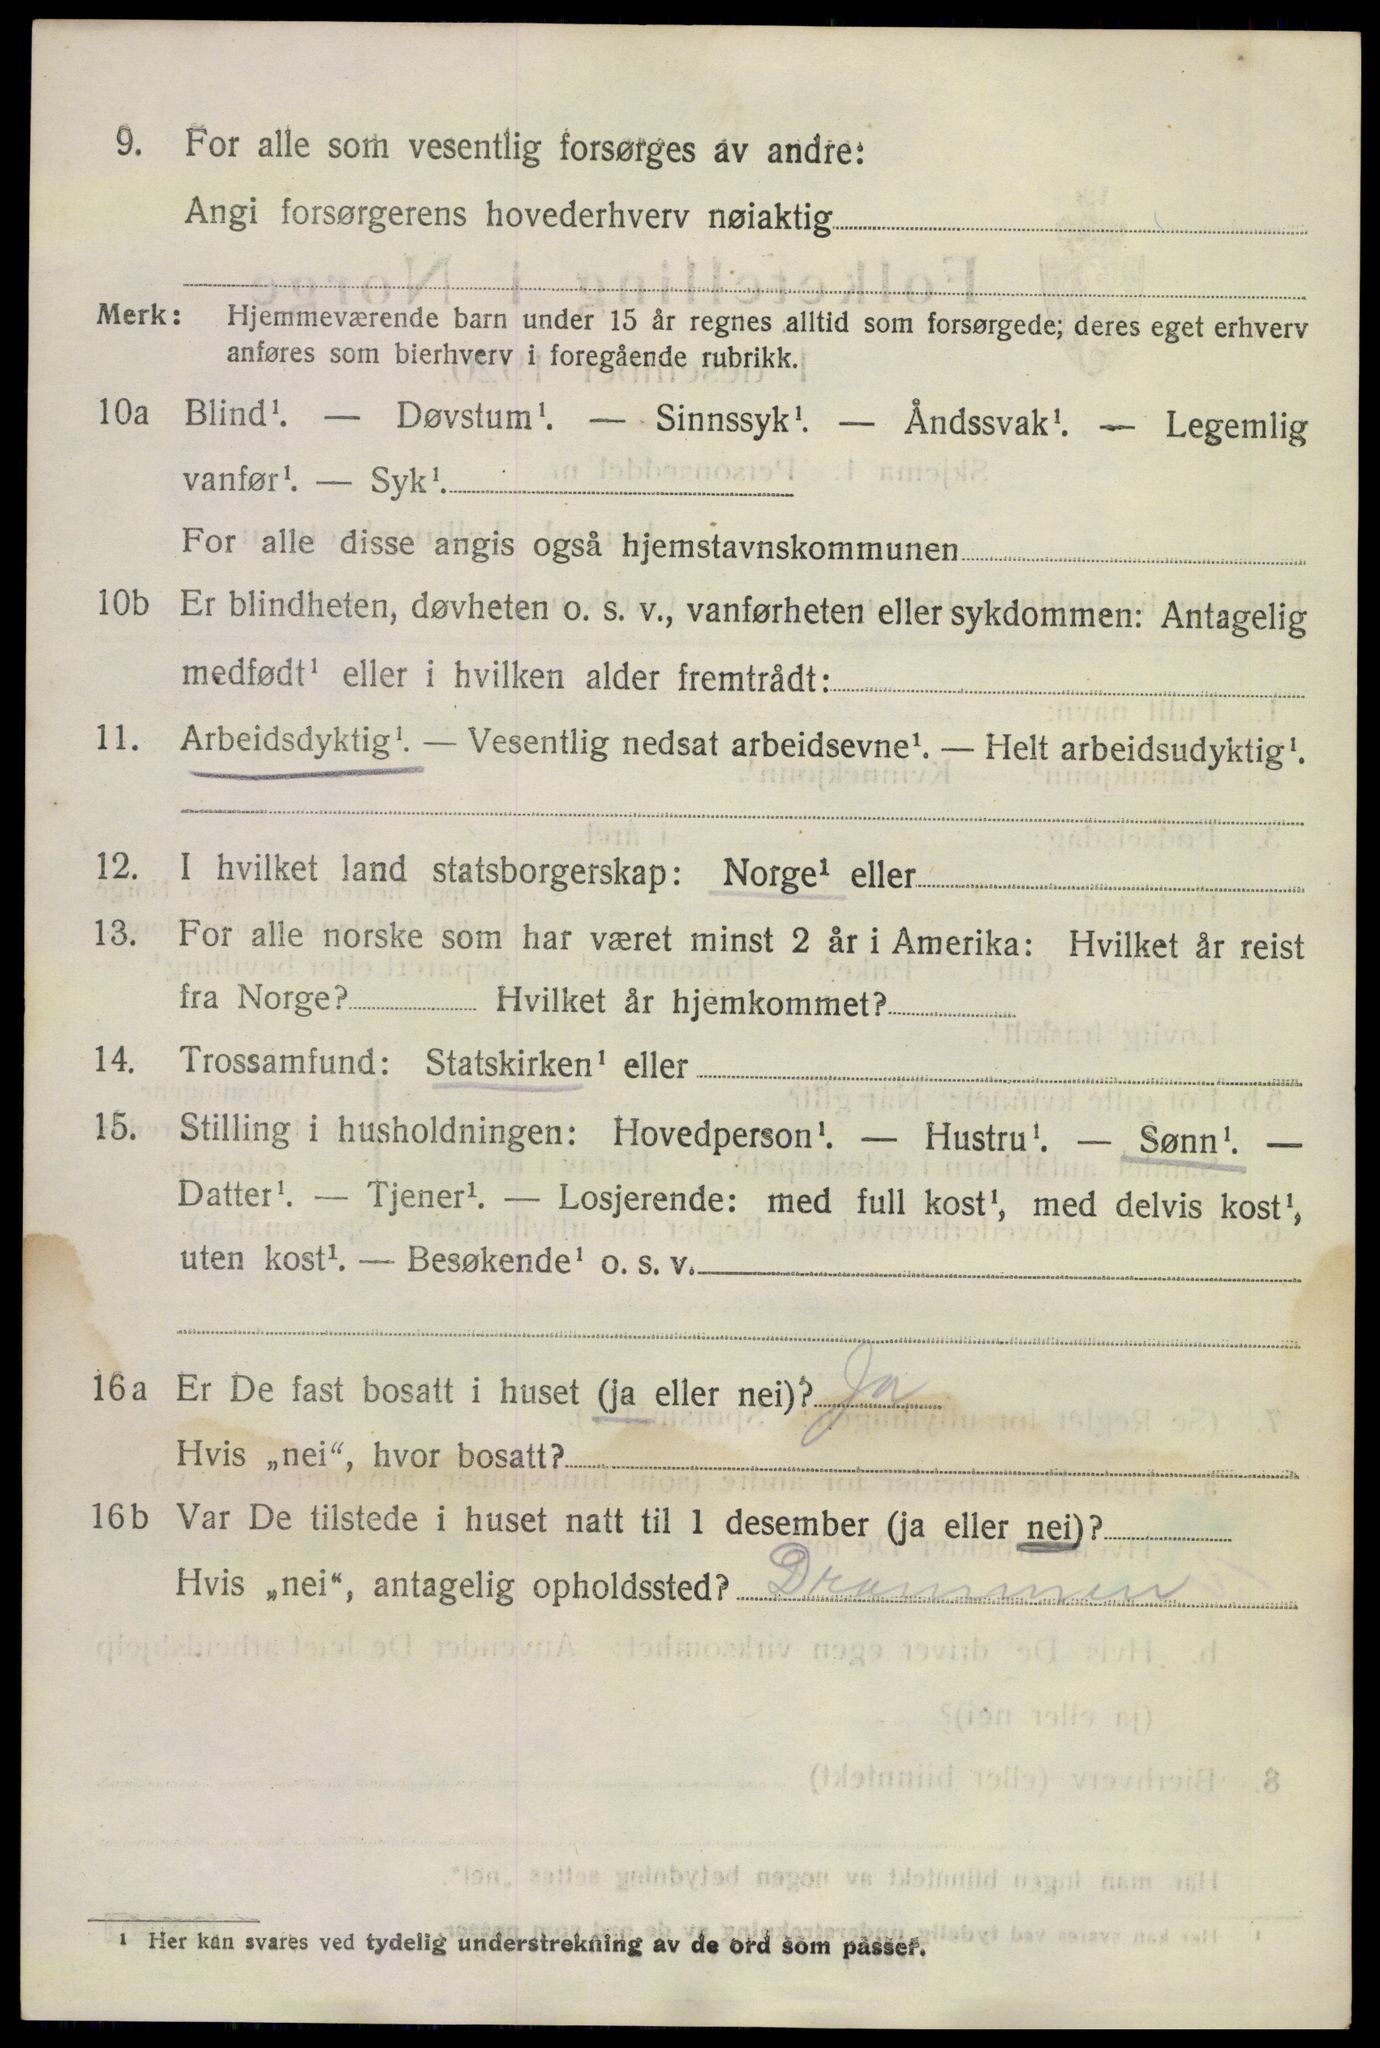 9. For alle som vesentlig forsørges av andre:
Angi forsørgerens hovederhverv nøiaktig
Merk: Hjemmeværende barn under 15 år regnes alltid som forsørgede; deres eget erhverv
anføres som bierhverv i foregående rubrikk.
10a Blind¹. — Døvstum¹. — Sinnssyk¹. — Åndssvak¹. — Legemlig
vanfør¹. — Syk¹.
For alle disse angis også hjemstavnskommunen
10b Er blindheten, døvheten o. s. v., vanførheten eller sykdommen: Antagelig
medfødt¹ eller i hvilken alder fremtrådt:
11. Arbeidsdyktig¹. — Vesentlig nedsat arbeidsevne¹. — Helt arbeidsudyktig¹.
12. I hvilket land statsborgerskap: Norge¹ eller
13. For alle norske som har været minst 2 år i Amerika: Hvilket år reist
fra Norge? Hvilket år hjemkommet?
14. Trossamfund: Statskirken¹ eller
15. Stilling i husholdningen: Hovedperson¹. — Hustru¹. — Sønn¹. —
Datter¹. — Tjener¹. — Losjerende: med full kost¹, med delvis kost¹,
uten kost¹. — Besøkende¹ o. s. v.
16a Er De fast bosatt i huset (ja eller nei)? Ja
Hvis „nei“, hvor bosatt?
16b Var De tilstede i huset natt til 1 desember (ja eller nei)?
Hvis „nei“, antagelig opholdssted? Drammen
¹ Her kan svares ved tydelig understrekning av de ord som passer.